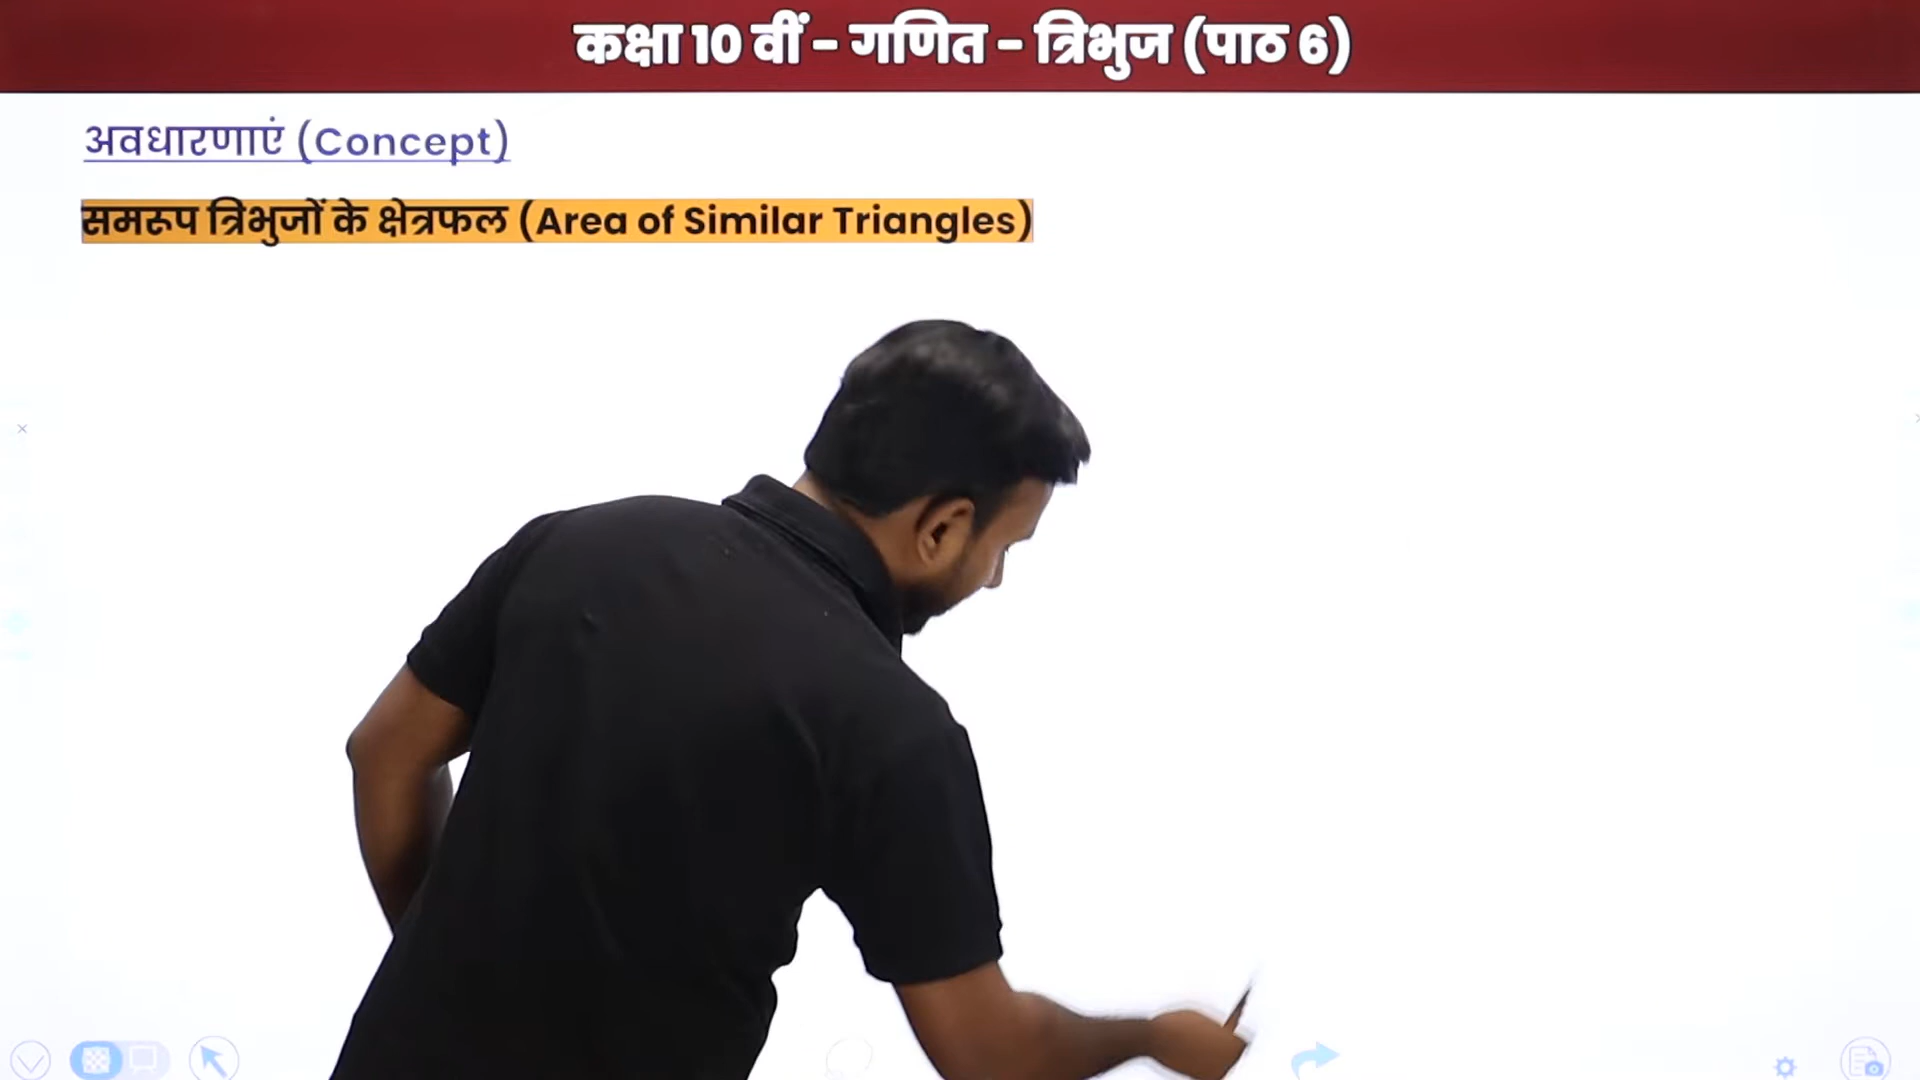 कक्षा 10 वीं - गणित - त्रिभुज (पाठ 6)
अवधारणाएं (Concept)
समरूप त्रिभुजों के क्षेत्रफल (Area of Similar Triangles)